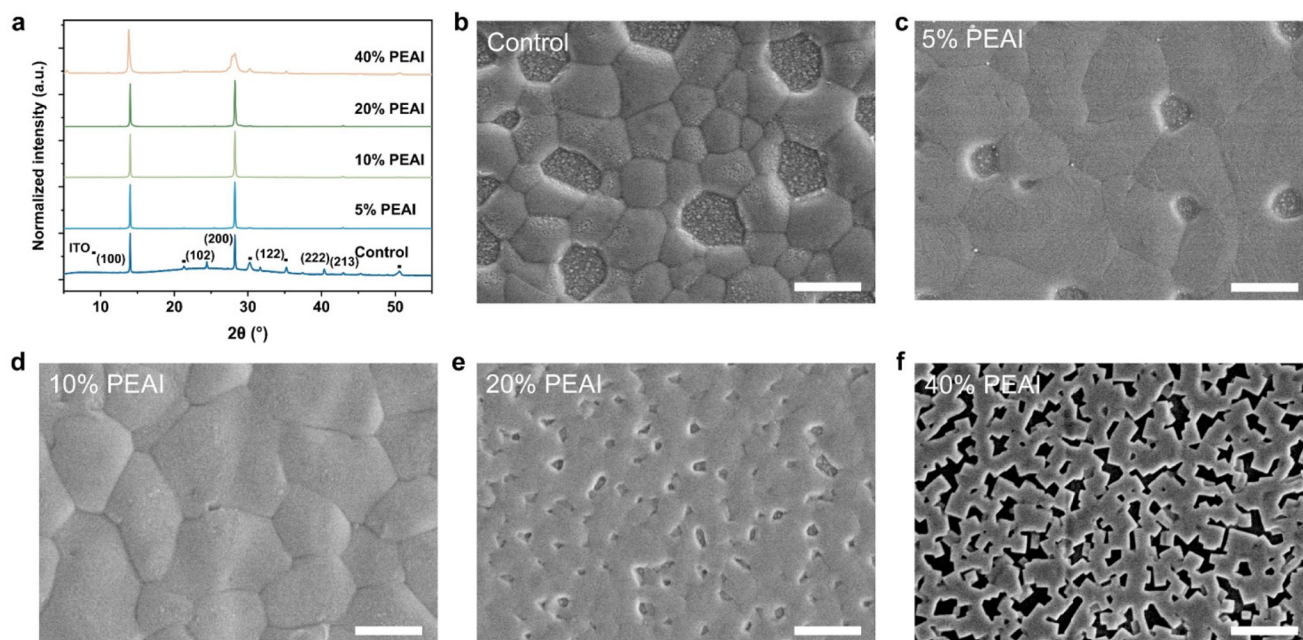 a
Normalized intensity (a.u.)
40% PEAI
20% PEAI
10% PEAI
5% PEAI
Control
ITO
(100)
(102)
(200)
(122)
(222)
(213)
10
20
30
40
50
2θ (°)
b
Control
c
5% PEAI
d
10% PEAI
e
20% PEAI
f
40% PEAI